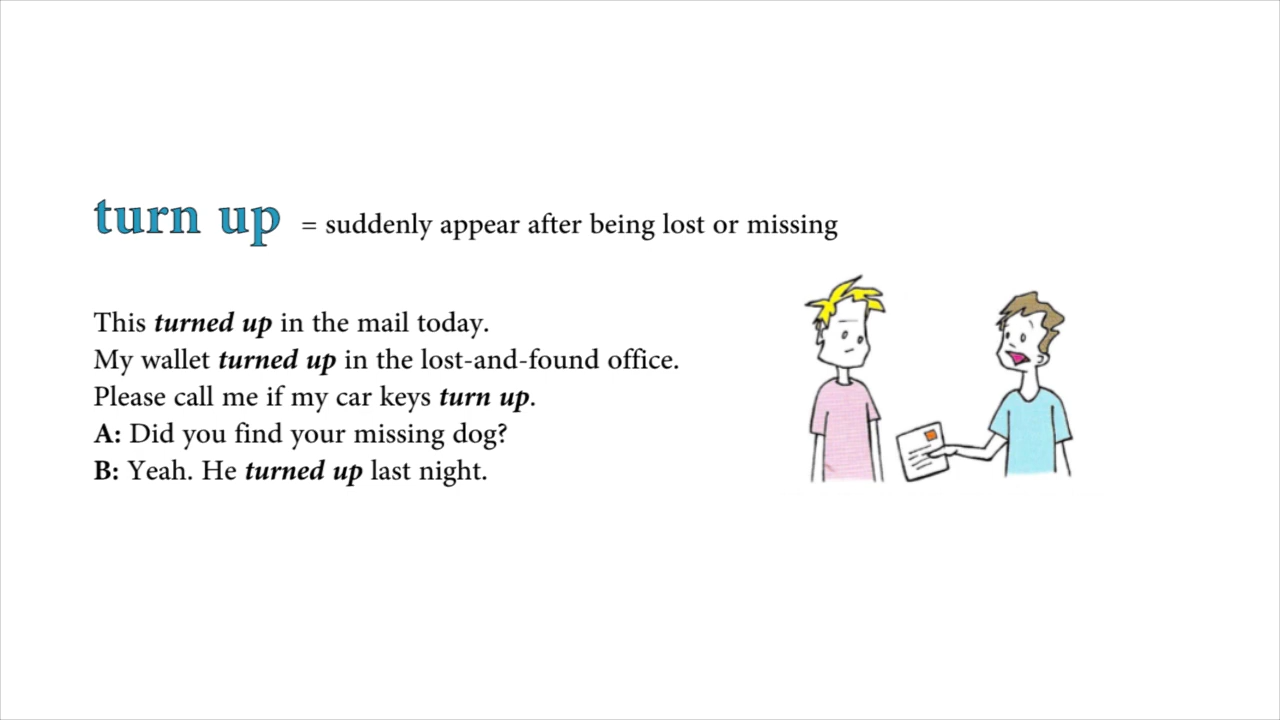 turn up = suddenly appear after being lost or missing
This turned up in the mail today.
My wallet turned up in the lost-and-found office.
Please call me if my car keys turn up.
A: Did you find your missing dog?
B: Yeah. He turned up last night.